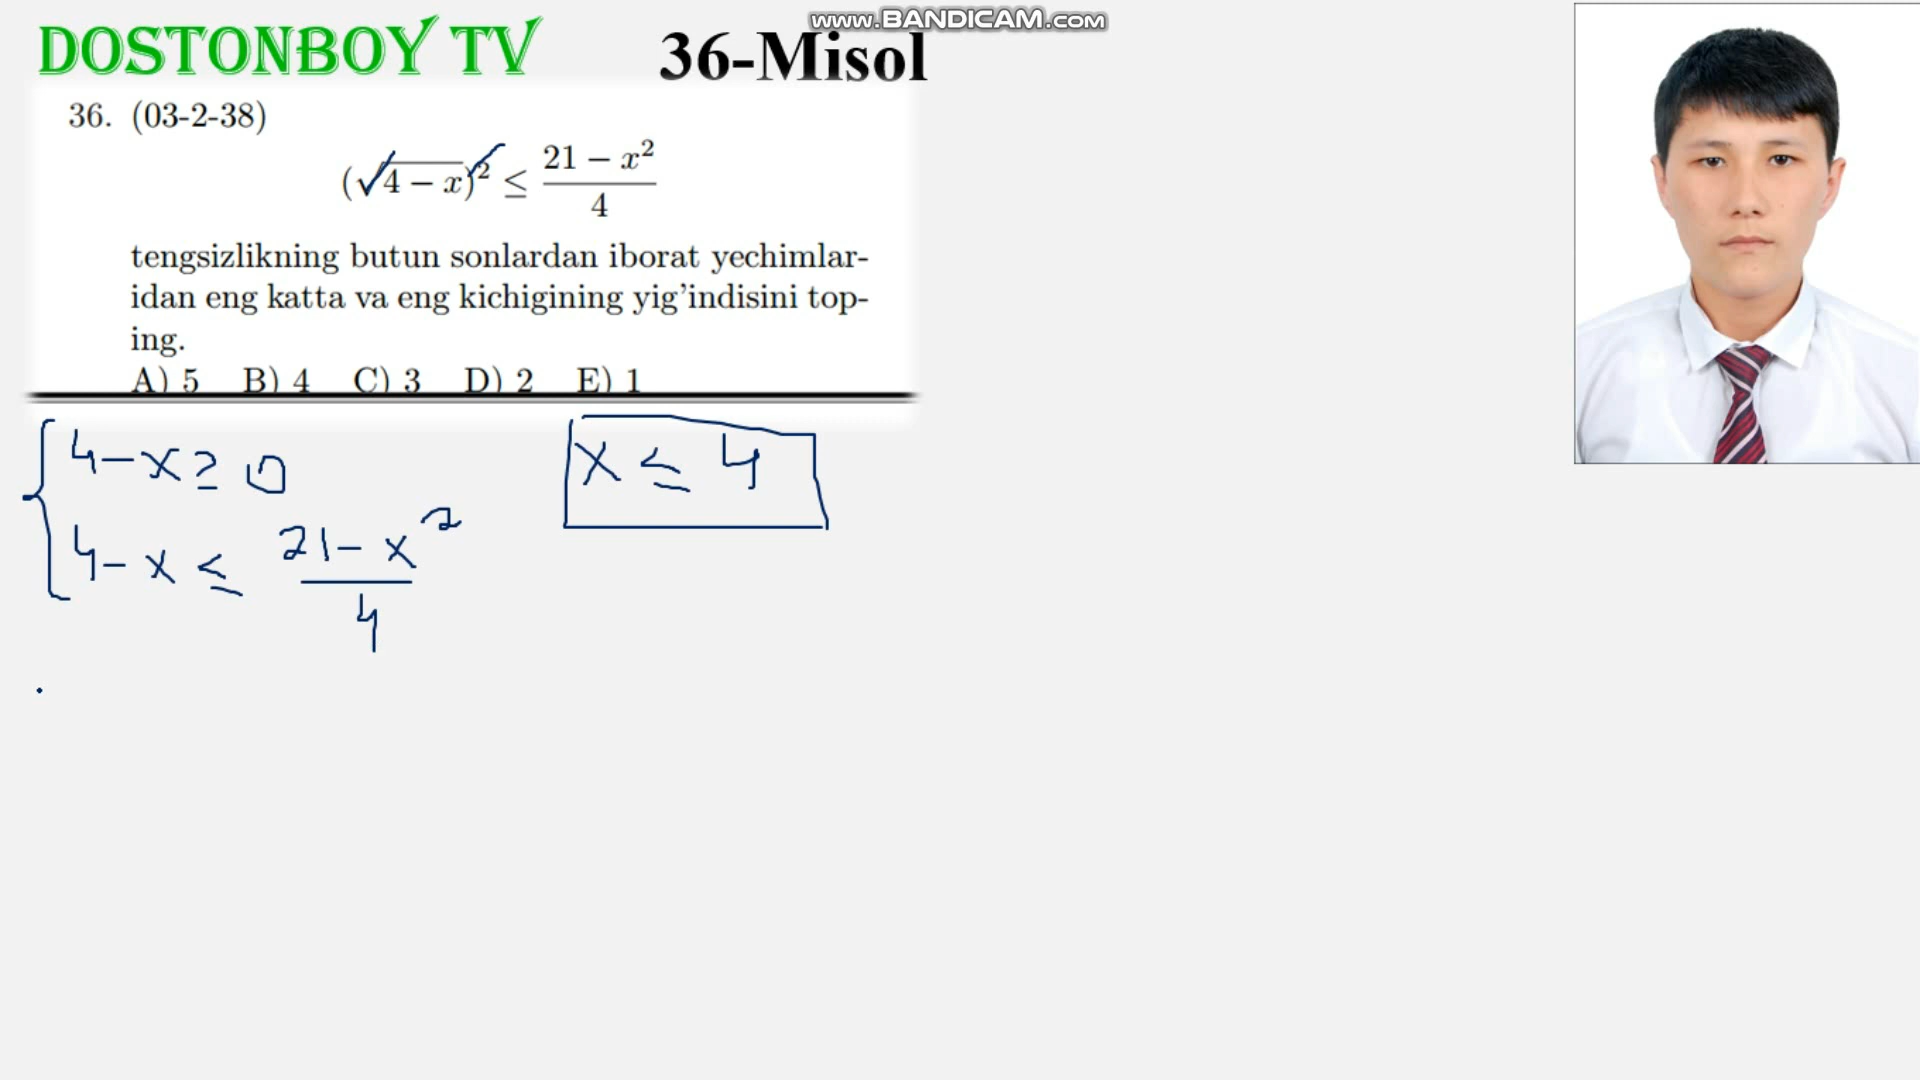 www.BANDICAM.com
DOSTONBOY TV
36-Misol
36. (03-2-38)
(√4 − x)² ≤ 21 − x² / 4
tengsizlikning butun sonlardan iborat yechimlar-
idan eng katta va eng kichigining yig'indisini top-
ing.
A) 5 B) 4 C) 3 D) 2 E) 1
4 − x ≥ 0
x ≤ 4
4 − x ≤ 21 − x² / 4